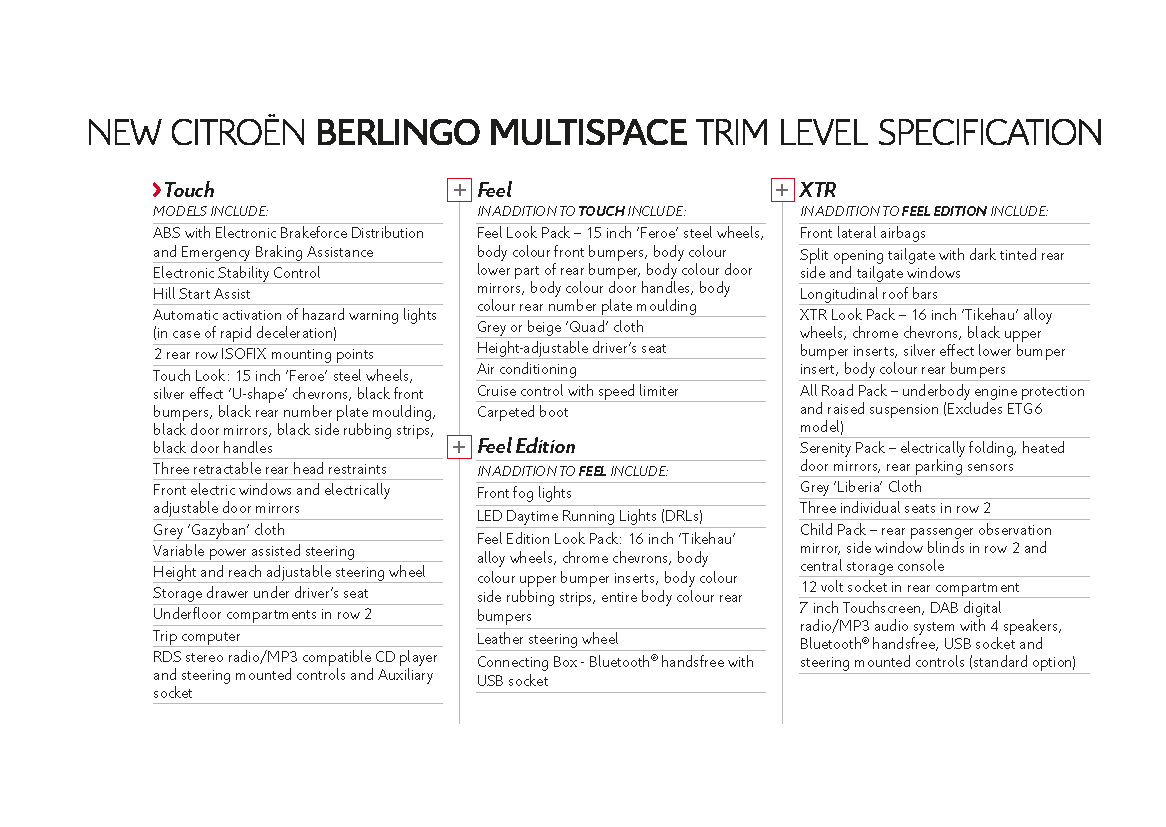 NEW CITROËN BERLINGO MULTISPACE TRIM LEVEL SPECIFICATION
Touch
MODELS INCLUDE:
ABS with Electronic Brakeforce Distribution
and Emergency Braking Assistance
Electronic Stability Control
Hill Start Assist
Automatic activation of hazard warning lights
(in case of rapid deceleration)
2 rear row ISOFIX mounting points
Touch Look: 15 inch ‘Feroe’ steel wheels,
silver effect ‘U-shape’ chevrons, black front
bumpers, black rear number plate moulding,
black door mirrors, black side rubbing strips,
black door handles
Three retractable rear head restraints
Front electric windows and electrically
adjustable door mirrors
Grey ‘Gazyban’ cloth
Variable power assisted steering
Height and reach adjustable steering wheel
Storage drawer under driver’s seat
Underfloor compartments in row 2
Trip computer
RDS stereo radio/MP3 compatible CD player
and steering mounted controls and Auxiliary
socket
+ Feel
IN ADDITION TO TOUCH INCLUDE:
Feel Look Pack – 15 inch ‘Feroe’ steel wheels,
body colour front bumpers, body colour
lower part of rear bumper, body colour door
mirrors, body colour door handles, body
colour rear number plate moulding
Grey or beige ‘Quad’ cloth
Height-adjustable driver’s seat
Air conditioning
Cruise control with speed limiter
Carpeted boot
+ Feel Edition
IN ADDITION TO FEEL INCLUDE:
Front fog lights
LED Daytime Running Lights (DRLs)
Feel Edition Look Pack: 16 inch ‘Tikehau’
alloy wheels, chrome chevrons, body
colour upper bumper inserts, body colour
side rubbing strips, entire body colour rear
bumpers
Leather steering wheel
Connecting Box - Bluetooth® handsfree with
USB socket
+ XTR
IN ADDITION TO FEEL EDITION INCLUDE:
Front lateral airbags
Split opening tailgate with dark tinted rear
side and tailgate windows
Longitudinal roof bars
XTR Look Pack – 16 inch ‘Tikehau’ alloy
wheels, chrome chevrons, black upper
bumper inserts, silver effect lower bumper
insert, body colour rear bumpers
All Road Pack – underbody engine protection
and raised suspension (Excludes ETG6
model)
Serenity Pack – electrically folding, heated
door mirrors, rear parking sensors
Grey ‘Liberia’ Cloth
Three individual seats in row 2
Child Pack – rear passenger observation
mirror, side window blinds in row 2 and
central storage console
12 volt socket in rear compartment
7 inch Touchscreen, DAB digital
radio/MP3 audio system with 4 speakers,
Bluetooth® handsfree, USB socket and
steering mounted controls (standard option)